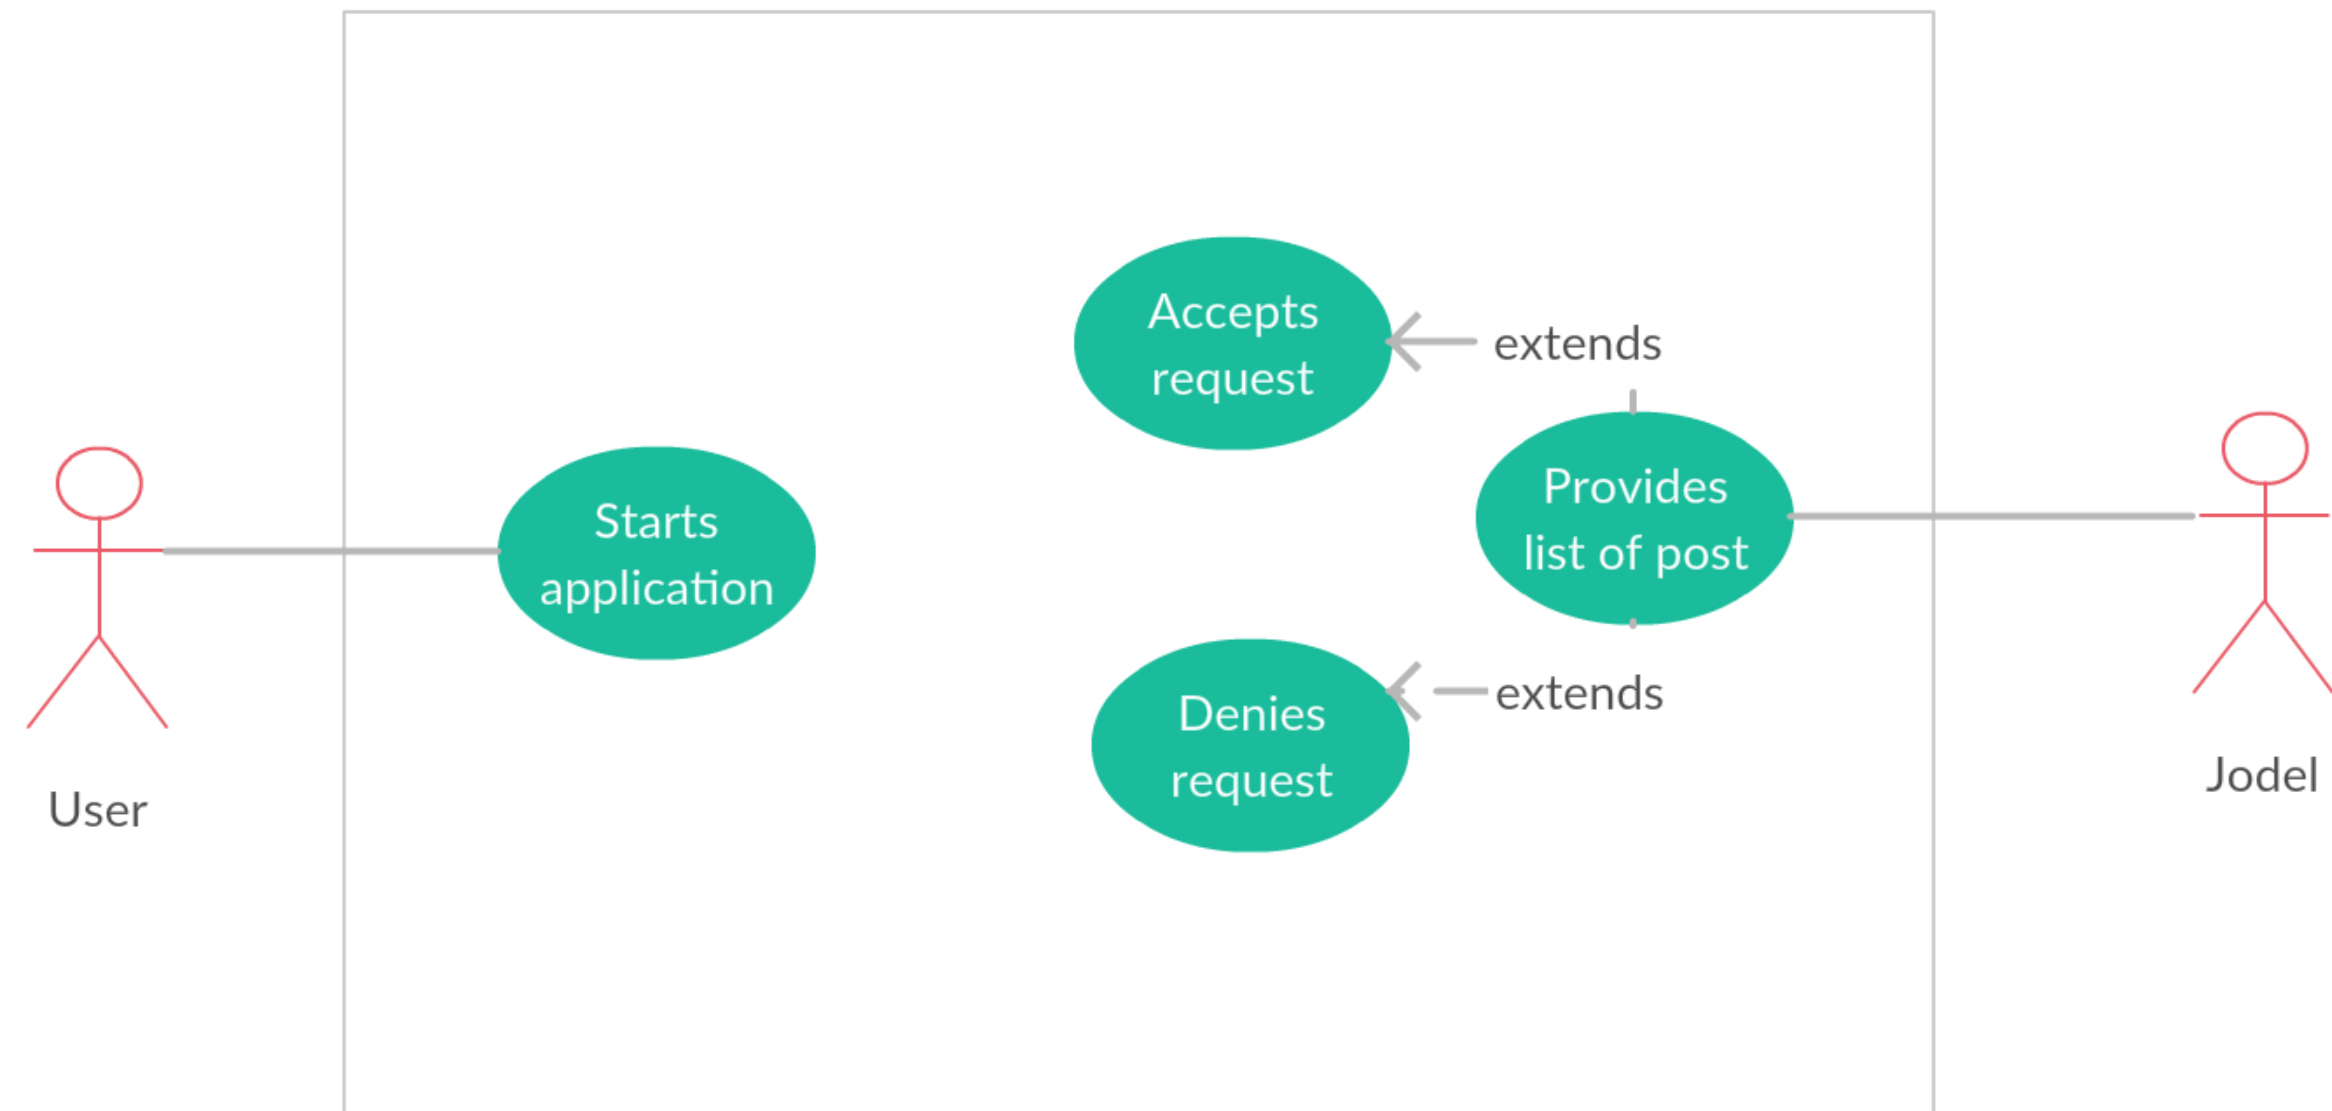 Accepts
request
extends
Provides
list of post
Starts
application
Denies
request
extends
User
Jodel